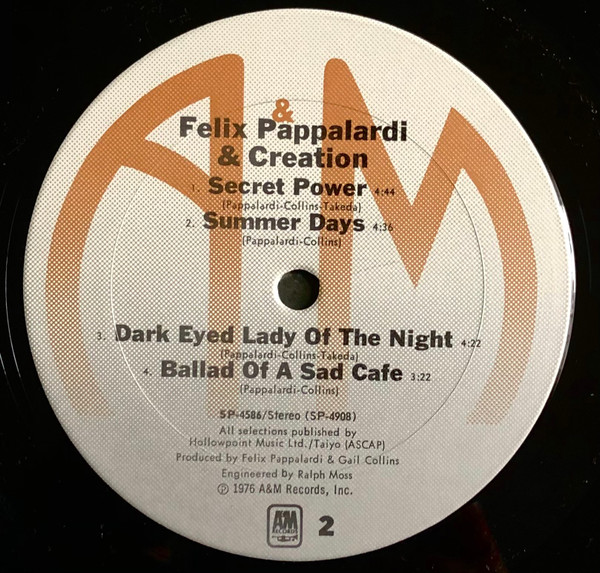 A&M
Felix Pappalardi
& Creation
1. Secret Power 4:44
(Pappalardi-Collins-Takeda)
2. Summer Days 4:36
(Pappalardi-Collins)
3. Dark Eyed Lady Of The Night 4:22
(Pappalardi-Collins-Takeda)
4. Ballad Of A Sad Cafe 3:22
(Pappalardi-Collins)
SP-4586/Stereo (SP-4908)
All selections published by
Hollowpoint Music Ltd./Taiyo (ASCAP)
Produced by Felix Pappalardi & Gail Collins
Engineered by Ralph Moss
℗ 1976 A&M Records, Inc.
A&M
RECORDS
2